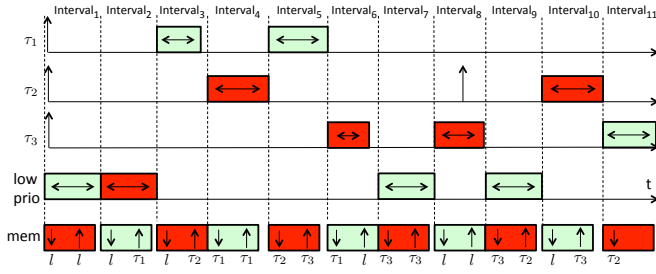 Interval₁ Interval₂ Interval₃ Interval₄ Interval₅ Interval₆ Interval₇ Interval₈ Interval₉ Interval₁₀ Interval₁₁
τ₁
τ₂
τ₃
low
prio
t
mem
l l l τ₁ l τ₂ τ₁ τ₁ τ₂ τ₃ τ₁ l τ₃ τ₃ l l τ₃ τ₂ l τ₃ τ₂